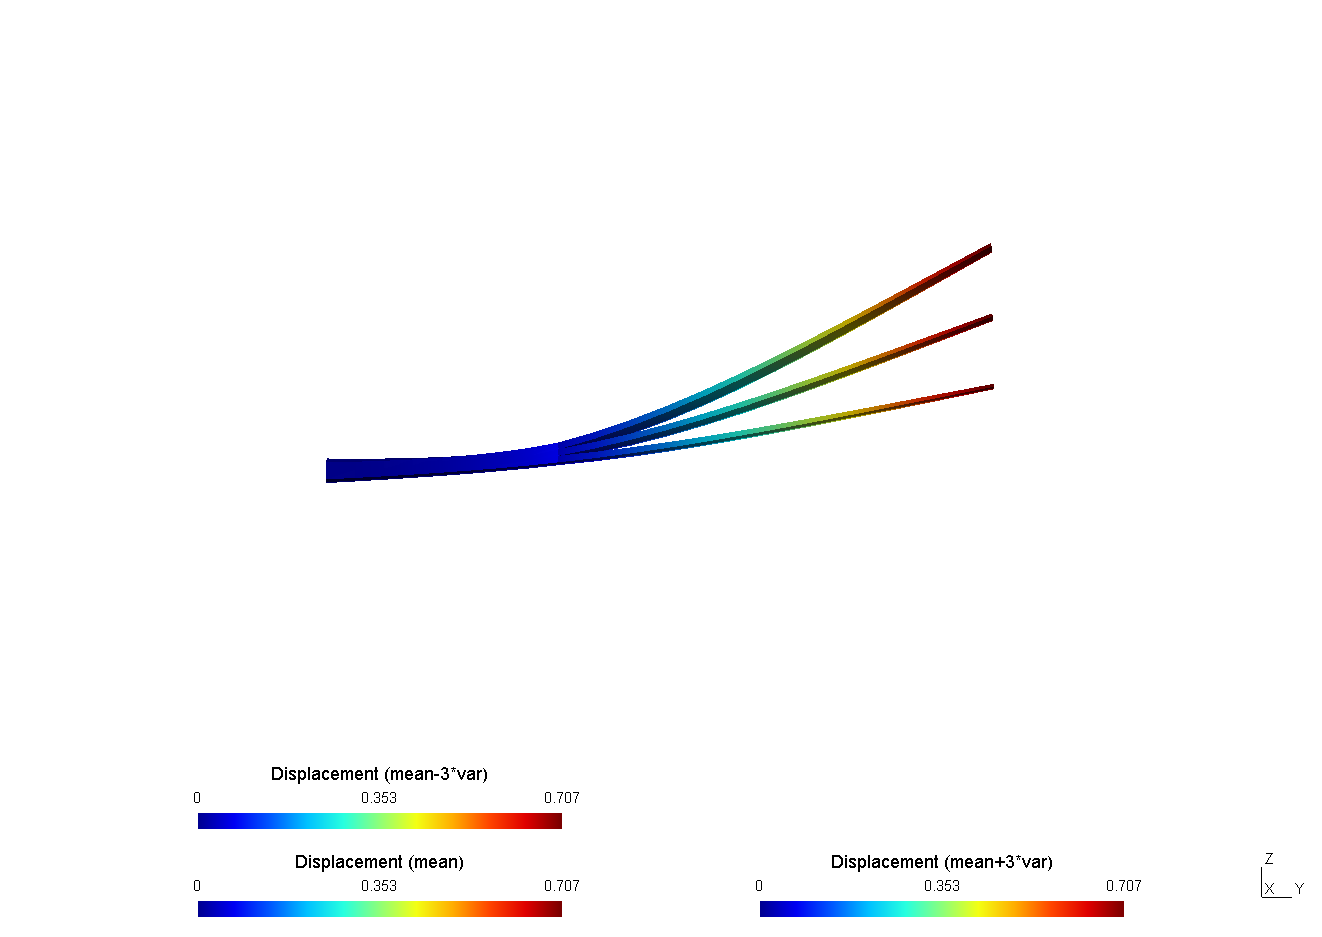 Displacement (mean-3*var)
0 0.353 0.707
Displacement (mean)
0 0.353 0.707
Displacement (mean+3*var)
0 0.353 0.707
Z
X Y